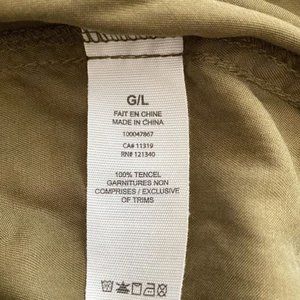 G/L
FAIT EN CHINE
MADE IN CHINA
100047867
CA# 11319
RN# 121340
100% TENCEL
GARNITURES NON
COMPRISES / EXCLUSIVE
OF TRIMS